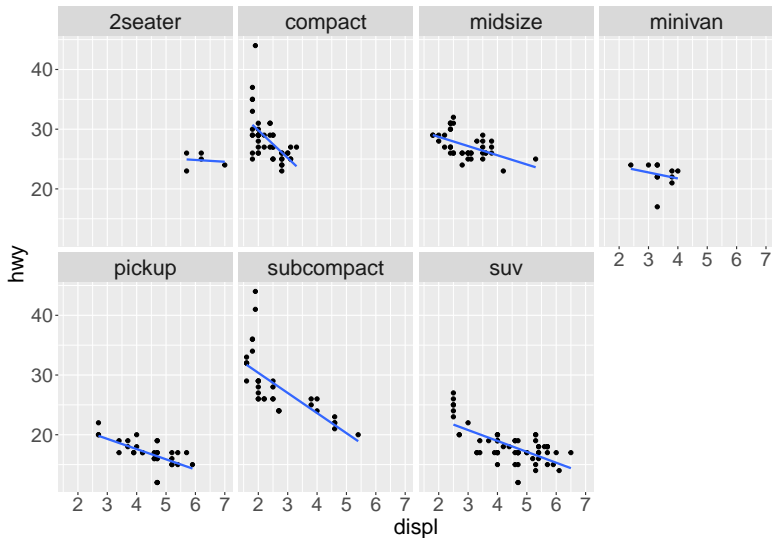 2seater compact midsize minivan
40
30
20
2 3 4 5 6 7
hwy
pickup subcompact suv
40
30
20
2 3 4 5 6 7 2 3 4 5 6 7 2 3 4 5 6 7
displ